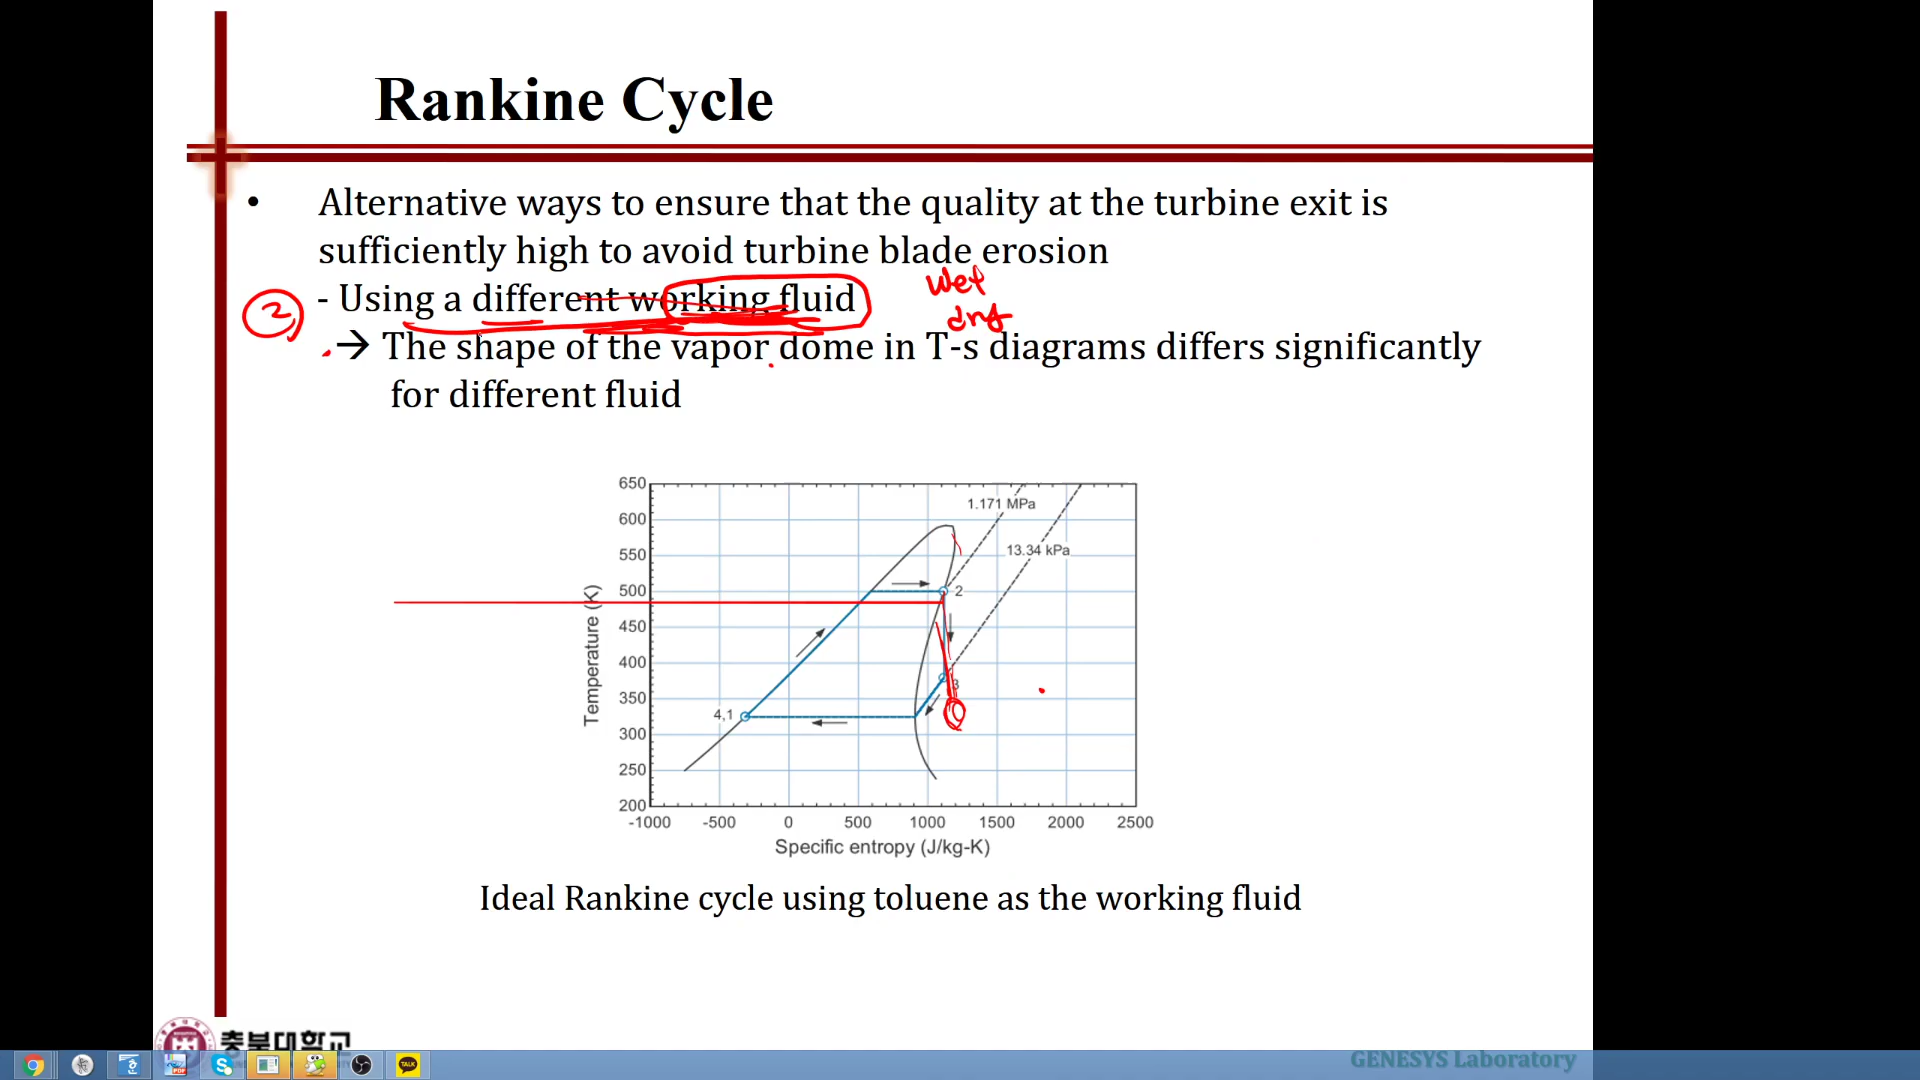 Rankine Cycle
• Alternative ways to ensure that the quality at the turbine exit is
sufficiently high to avoid turbine blade erosion
wet
2, - Using a different working fluid
dry
→ The shape of the vapor dome in T-s diagrams differs significantly
for different fluid
650
600
550
500
450
400
350
300
250
200
Temperature (K)
1.171 MPa
13.34 kPa
2
3
4,1
-1000 -500 0 500 1000 1500 2000 2500
Specific entropy (J/kg-K)
Ideal Rankine cycle using toluene as the working fluid
충북대학교
GENESYS Laboratory
TALK